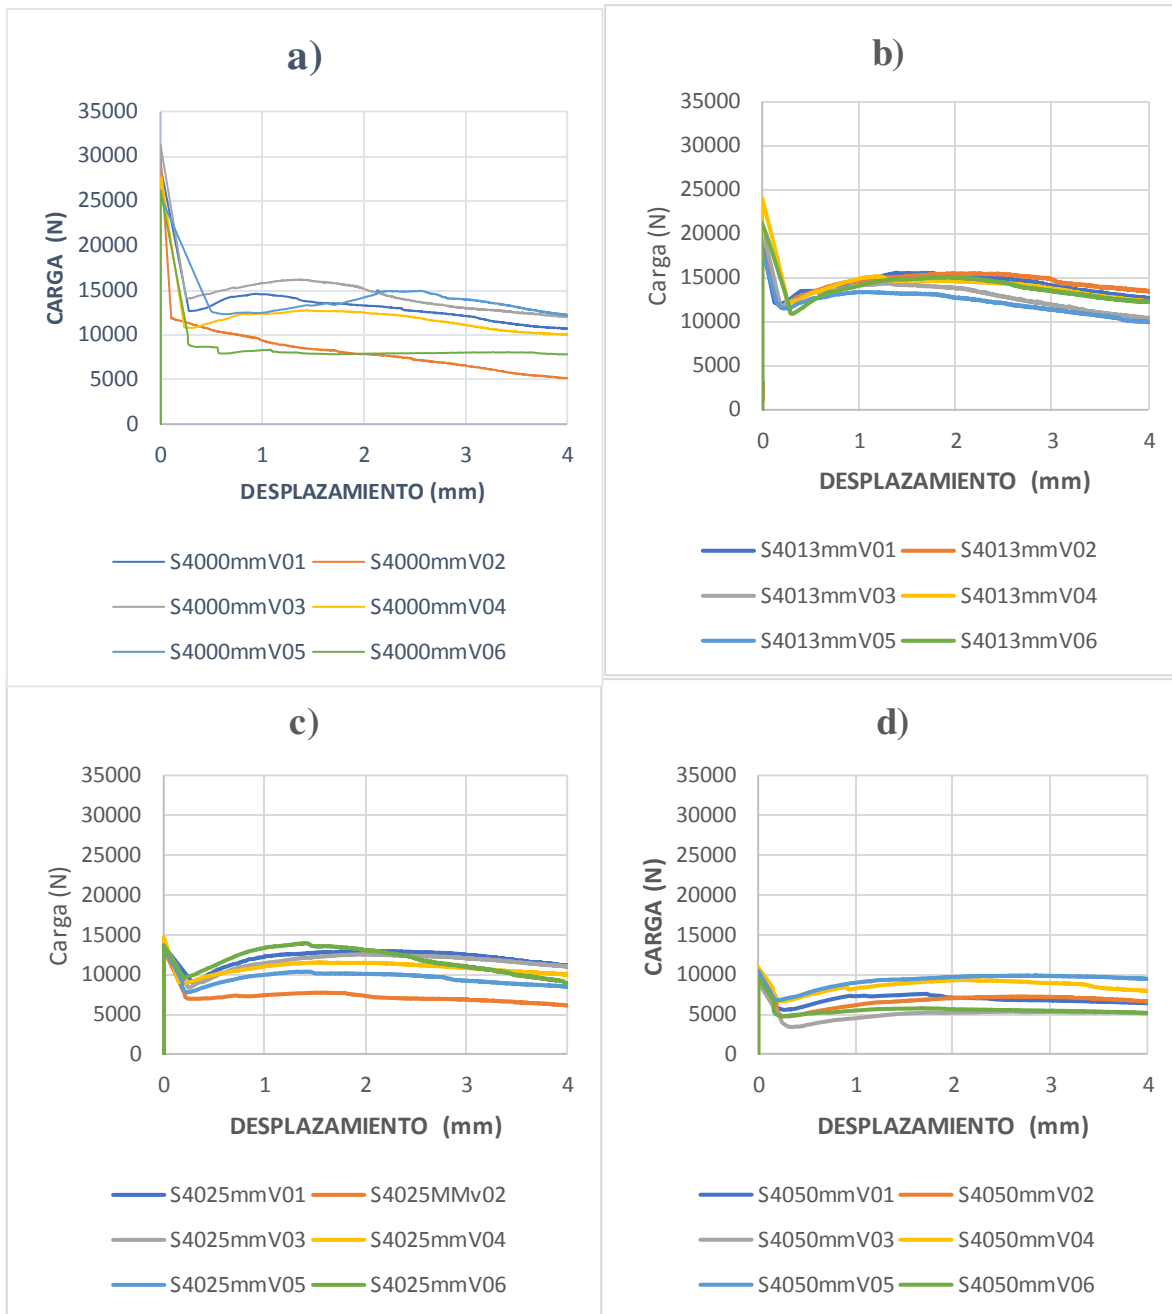 a)
35000
30000
25000
20000
15000
10000
5000
0
CARGA (N)
0 1 2 3 4
DESPLAZAMIENTO (mm)
S4000mmV01 S4000mmV02
S4000mmV03 S4000mmV04
S4000mmV05 S4000mmV06
b)
35000
30000
25000
20000
15000
10000
5000
0
Carga (N)
0 1 2 3 4
DESPLAZAMIENTO (mm)
S4013mmV01 S4013mmV02
S4013mmV03 S4013mmV04
S4013mmV05 S4013mmV06
c)
35000
30000
25000
20000
15000
10000
5000
0
Carga (N)
0 1 2 3 4
DESPLAZAMIENTO (mm)
S4025mmV01 S4025MMv02
S4025mmV03 S4025mmV04
S4025mmV05 S4025mmV06
d)
35000
30000
25000
20000
15000
10000
5000
0
CARGA (N)
0 1 2 3 4
DESPLAZAMIENTO (mm)
S4050mmV01 S4050mmV02
S4050mmV03 S4050mmV04
S4050mmV05 S4050mmV06